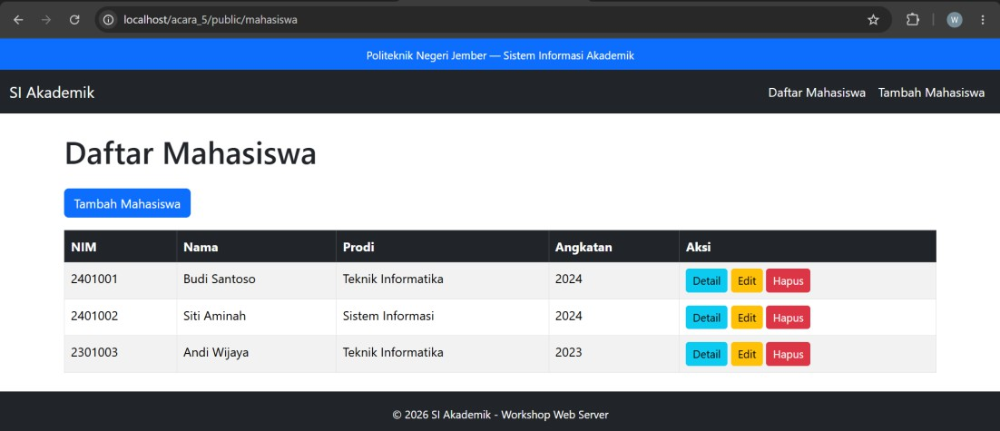 localhost/acara_5/public/mahasiswa
W
Politeknik Negeri Jember — Sistem Informasi Akademik
SI Akademik Daftar Mahasiswa Tambah Mahasiswa
Daftar Mahasiswa
Tambah Mahasiswa
NIM Nama Prodi Angkatan Aksi
2401001 Budi Santoso Teknik Informatika 2024 Detail Edit Hapus
2401002 Siti Aminah Sistem Informasi 2024 Detail Edit Hapus
2301003 Andi Wijaya Teknik Informatika 2023 Detail Edit Hapus
© 2026 SI Akademik - Workshop Web Server